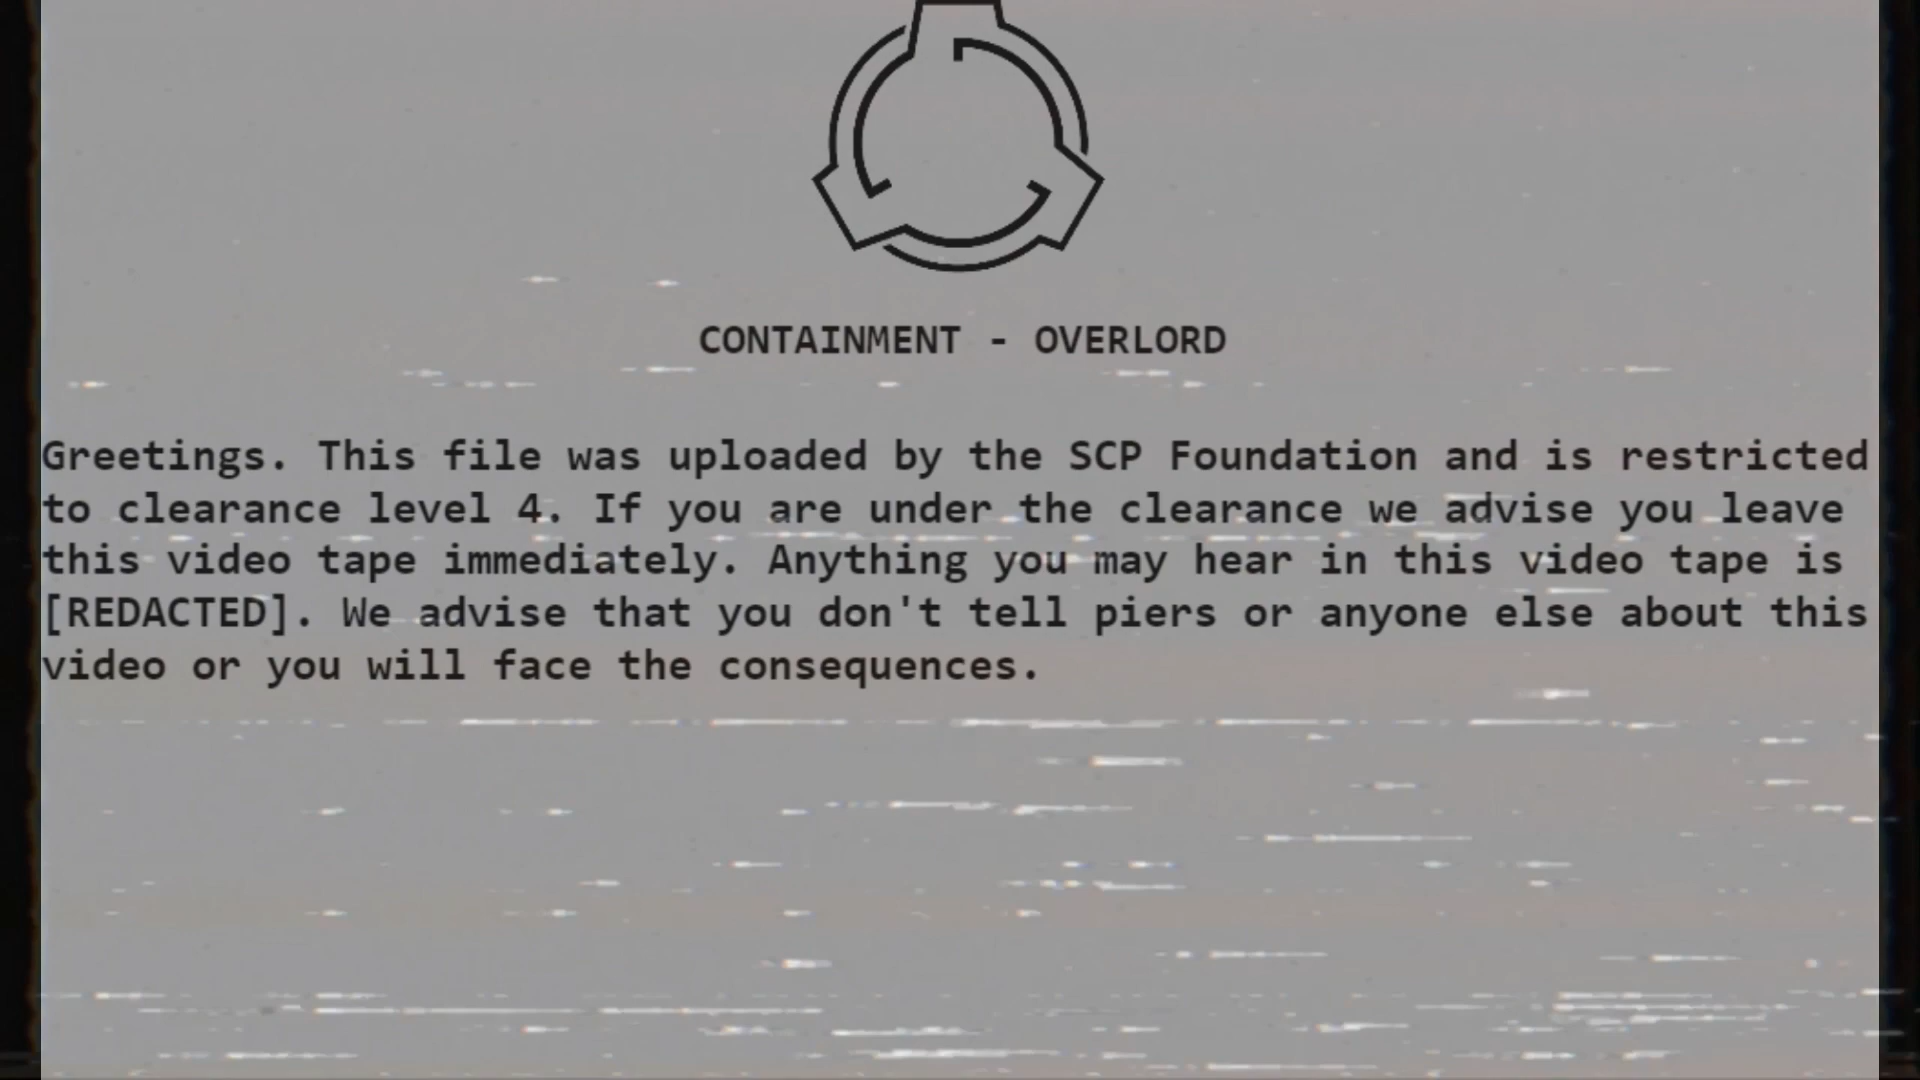 CONTAINMENT - OVERLORD
Greetings. This file was uploaded by the SCP Foundation and is restricted
to clearance level 4. If you are under the clearance we advise you leave
this video tape immediately. Anything you may hear in this video tape is
[REDACTED]. We advise that you don't tell piers or anyone else about this
video or you will face the consequences.